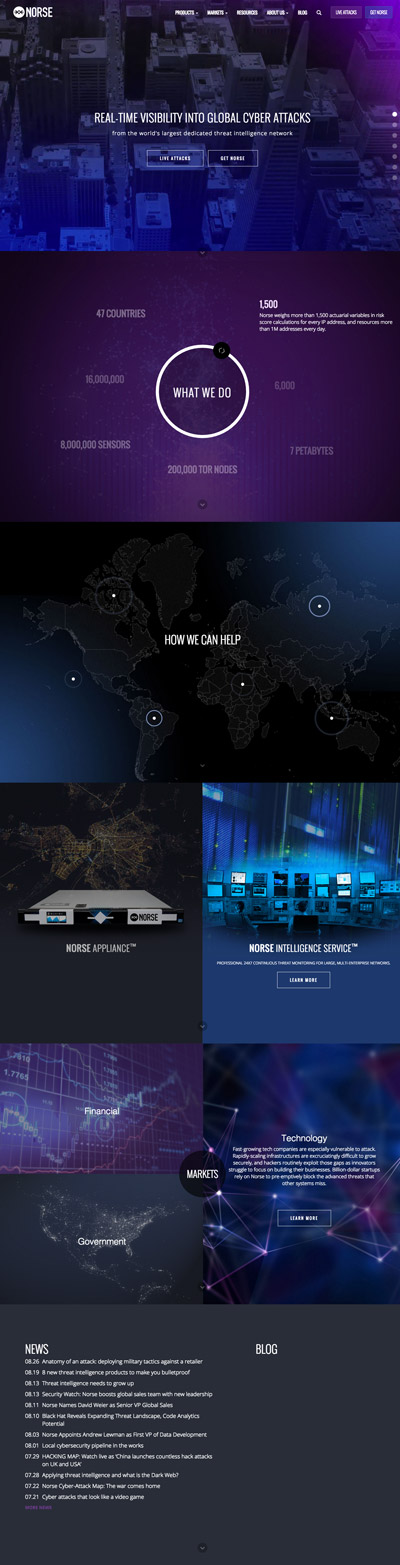 NORSE
PRODUCTS MARKETS RESOURCES ABOUT US BLOG LIVE ATTACKS GET NORSE
REAL-TIME VISIBILITY INTO GLOBAL CYBER ATTACKS
from the world's largest dedicated threat intelligence network
LIVE ATTACKS GET NORSE
1,500
Norse weighs more than 1,500 actuarial variables in risk
score calculations for every IP address, and resources more
than 1M addresses every day.
47 COUNTRIES
16,000,000
WHAT WE DO
6,000
8,000,000 SENSORS
7 PETABYTES
200,000 TOR NODES
HOW WE CAN HELP
NORSE
NORSE APPLIANCE™
NORSE INTELLIGENCE SERVICE™
PROFESSIONAL 24X7 CONTINUOUS THREAT MONITORING FOR LARGE, MULTI-ENTERPRISE NETWORKS.
LEARN MORE
1.7765
Financial
Technology
Fast-growing tech companies are especially vulnerable to attack.
Rapidly-scaling infrastructures are excruciatingly difficult to grow
securely, and hackers routinely exploit those gaps as innovators
struggle to focus on building their businesses. Billion dollar startups
rely on Norse to pre-emptively block the advanced threats that
other systems miss.
MARKETS
LEARN MORE
Government
NEWS
08.26 Anatomy of an attack: deploying military tactics against a retailer
08.19 8 new threat intelligence products to make you bulletproof
08.13 Threat intelligence needs to grow up
08.13 Security Watch: Norse boosts global sales team with new leadership
08.11 Norse Names David Weier as Senior VP Global Sales
08.10 Black Hat Reveals Expanding Threat Landscape, Code Analytics
Potential
08.03 Norse Appoints Andrew Lewman as First VP of Data Development
08.01 Local cybersecurity pipeline in the works
07.29 HACKING MAP: Watch live as 'China launches countless hack attacks
on UK and USA'
07.28 Applying threat intelligence and what is the Dark Web?
07.22 Norse Cyber-Attack Map: The war comes home
07.21 Cyber attacks that look like a video game
MORE NEWS
BLOG